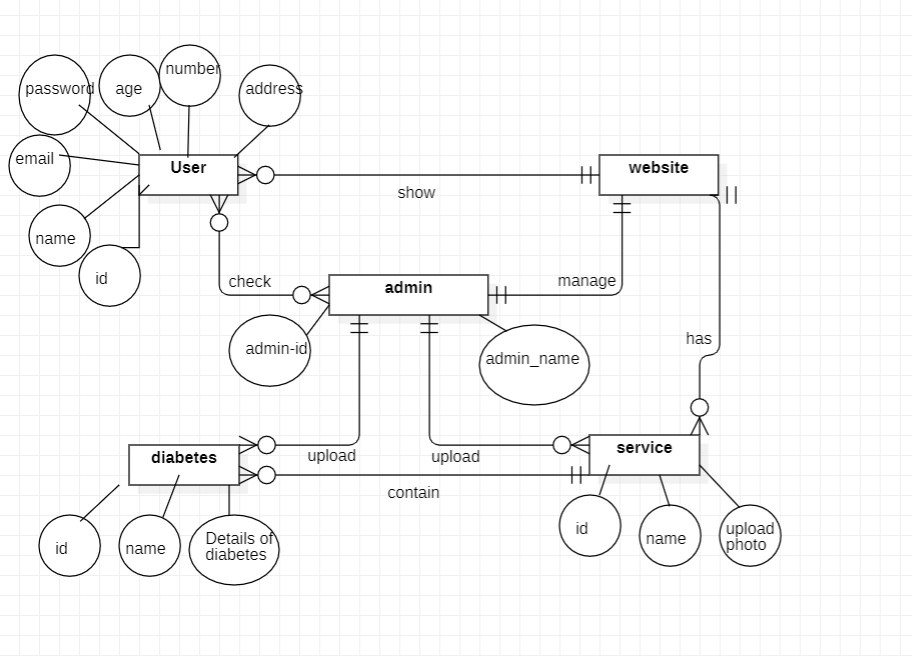 number
password
age
address
email
User
website
show
name
id
check
admin
manage
admin-id
admin_name
has
diabetes
upload
upload
service
contain
id
name
Details of
diabetes
id
name
upload
photo